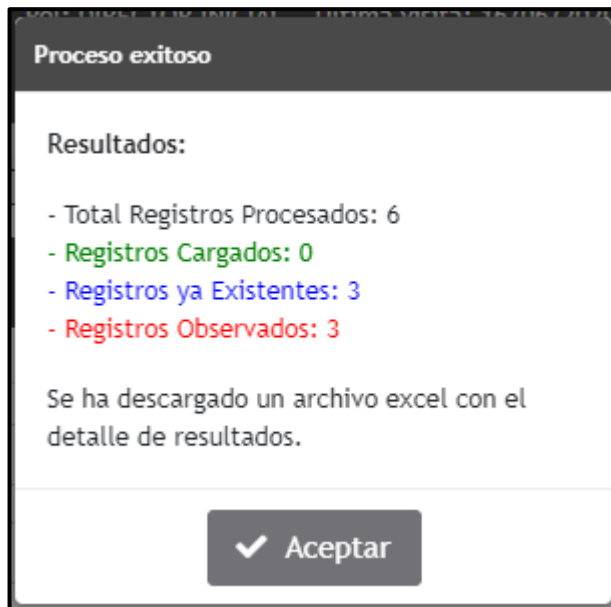 Proceso exitoso
Resultados:
- Total Registros Procesados: 6
- Registros Cargados: 0
- Registros ya Existentes: 3
- Registros Observados: 3
Se ha descargado un archivo excel con el
detalle de resultados.
Aceptar